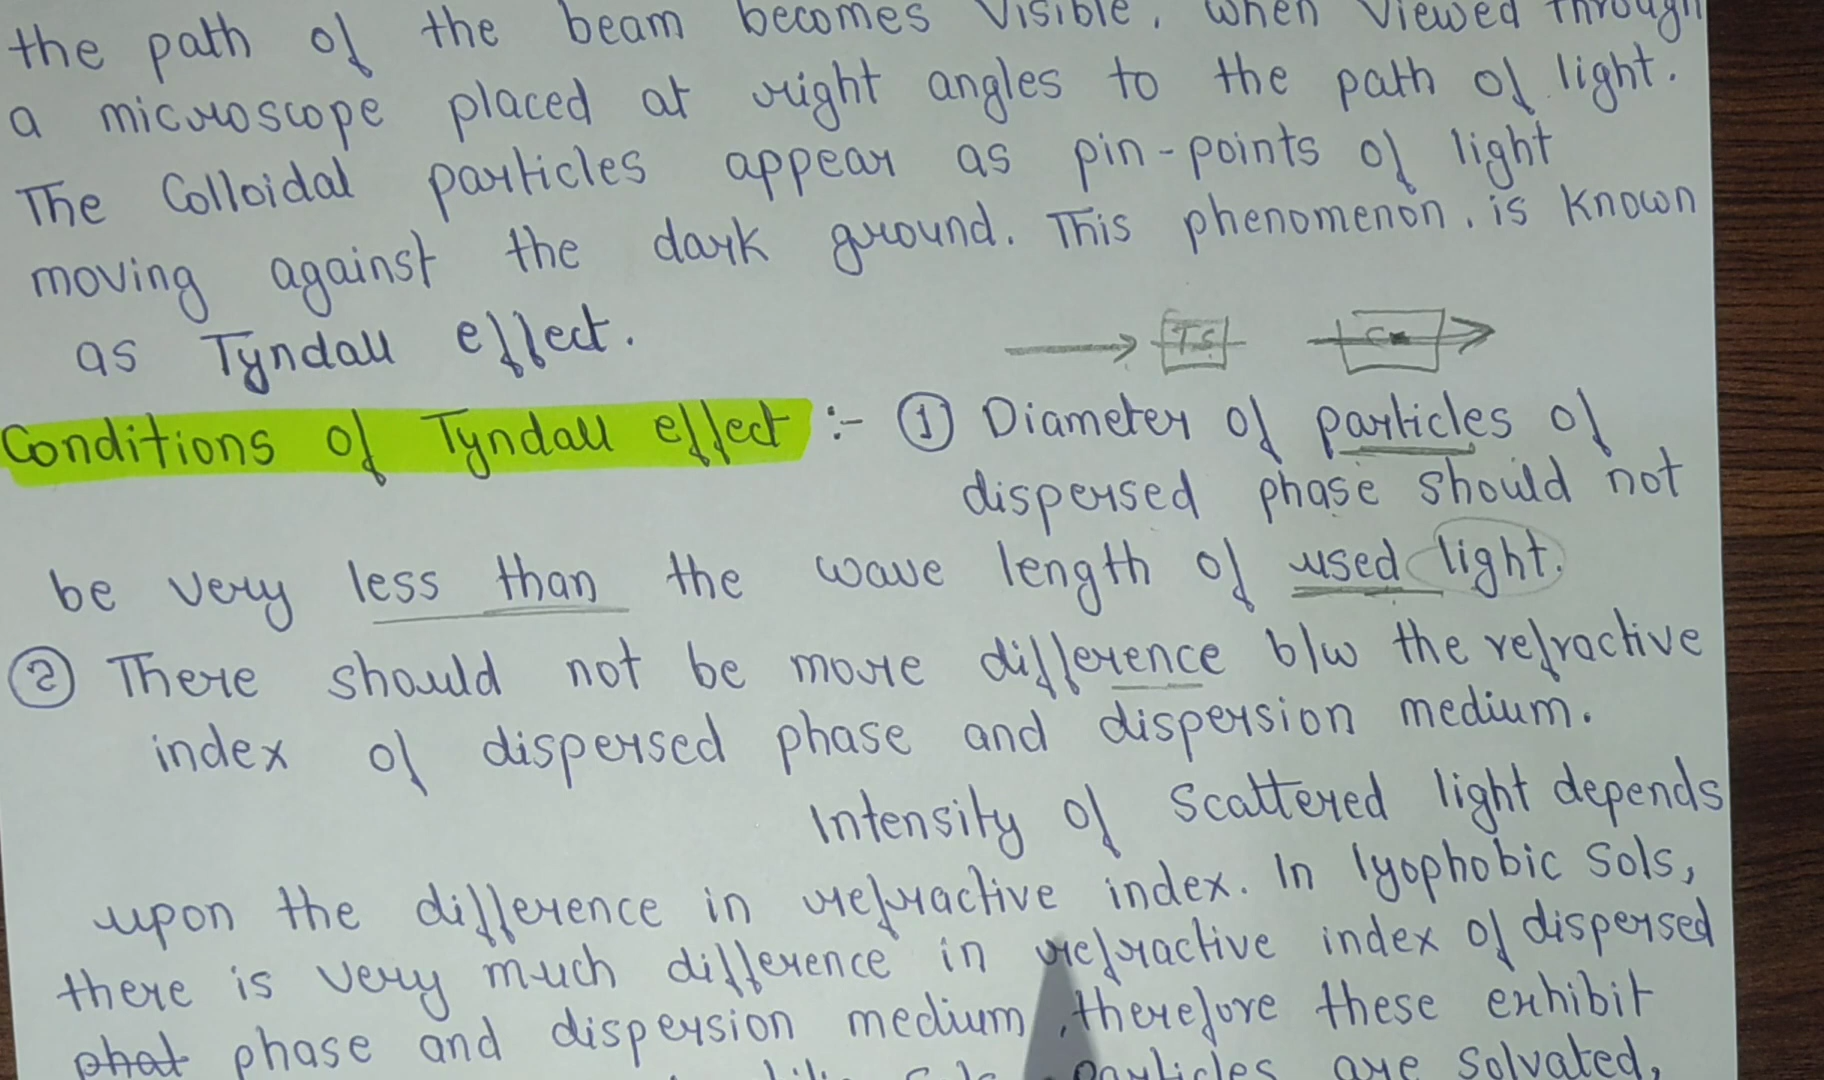 the path of the beam becomes visible, when viewed through
a microscope placed at right angles to the path of light.
The Colloidal particles appear as pin-points of light
moving against the dark ground. This phenomenon, is known
as Tyndall effect.
TS
Conditions of Tyndall effect :- ① Diameter of particles of
dispersed phase should not
be very less than the wave length of used light.
② There should not be more difference b/w the refractive
index of dispersed phase and dispersion medium.
Intensity of scattered light depends
upon the difference in refractive index. In lyophobic sols,
there is very much difference in refractive index of dispersed
phat phase and dispersion medium, therefore these exhibit
particles are solvated,